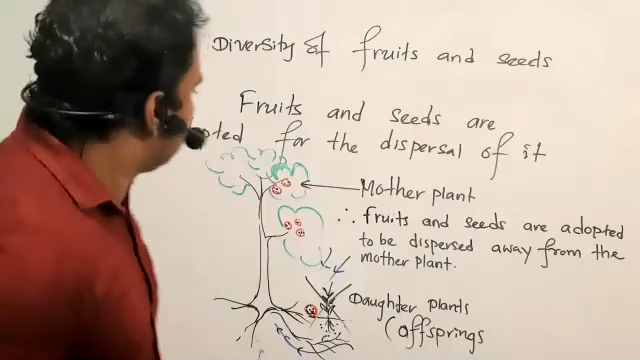 Diversity of fruits and seeds
Fruits and seeds are
for the dispersal of it
Mother plant
∴ fruits and seeds are adopted
to be dispersed away from the
mother plant.
Daughter plants
(offsprings